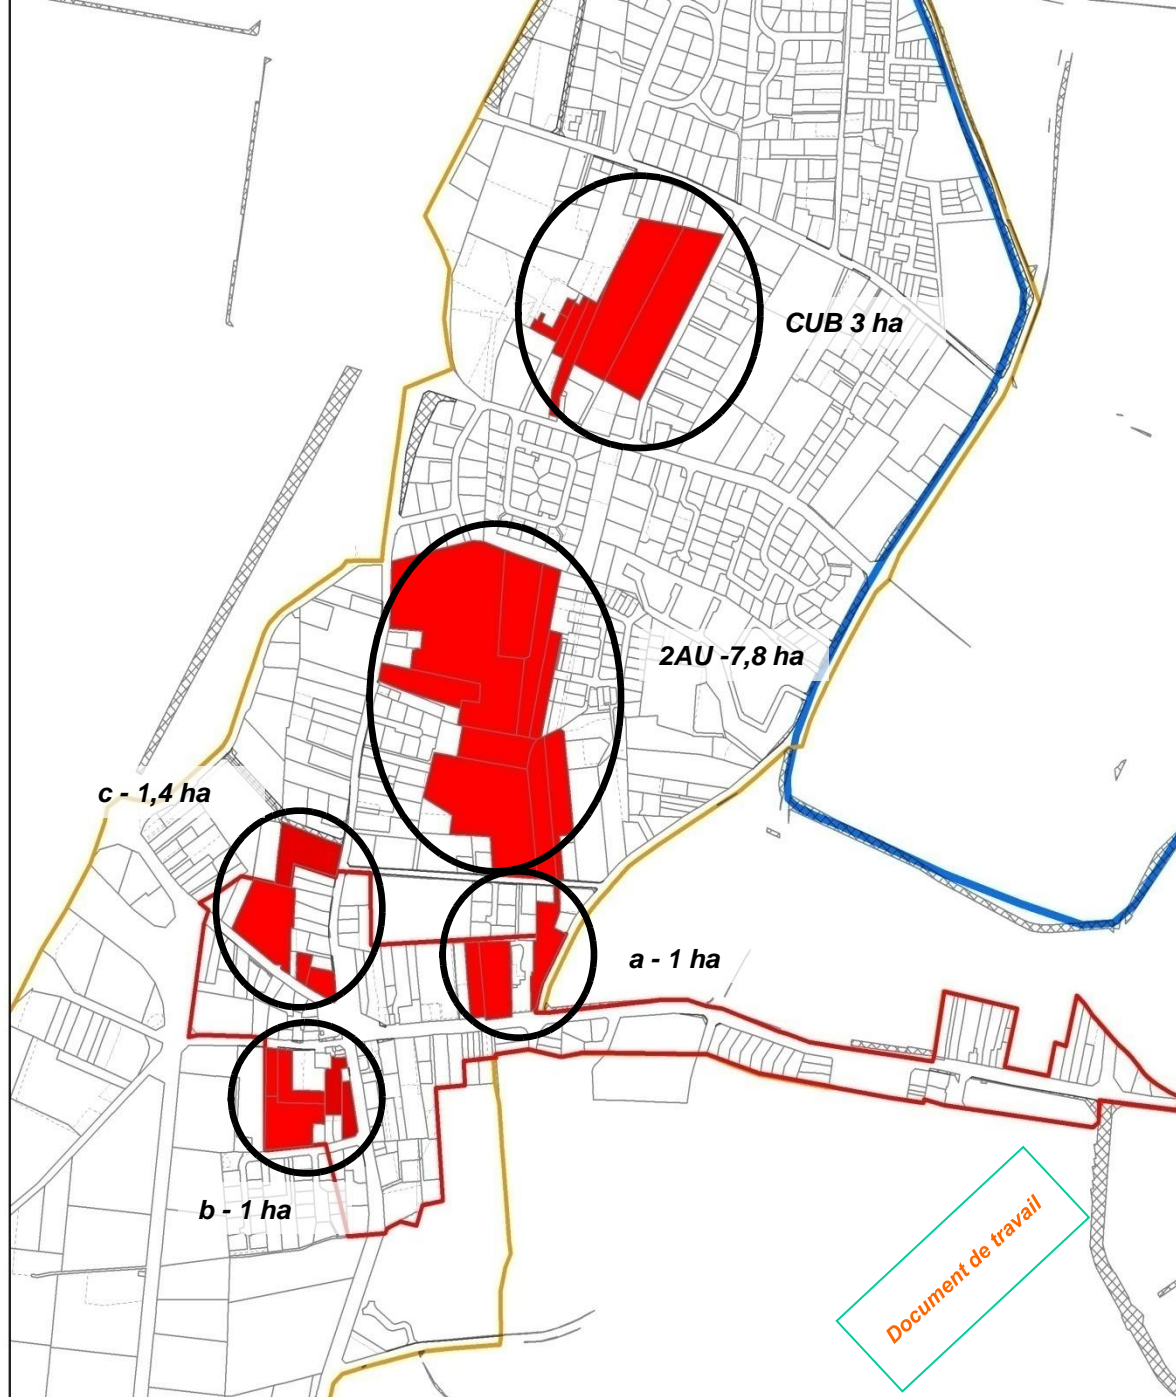 CUB 3 ha
2AU -7,8 ha
c - 1,4 ha
a - 1 ha
b - 1 ha
Document de travail